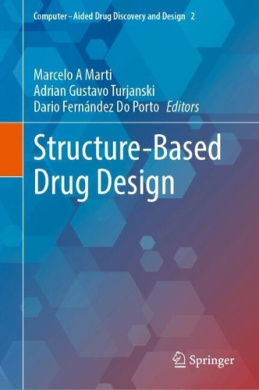 Computer–Aided Drug Discovery and Design 2
Marcelo A Marti
Adrian Gustavo Turjanski
Dario Fernández Do Porto Editors
Structure-Based
Drug Design
Springer